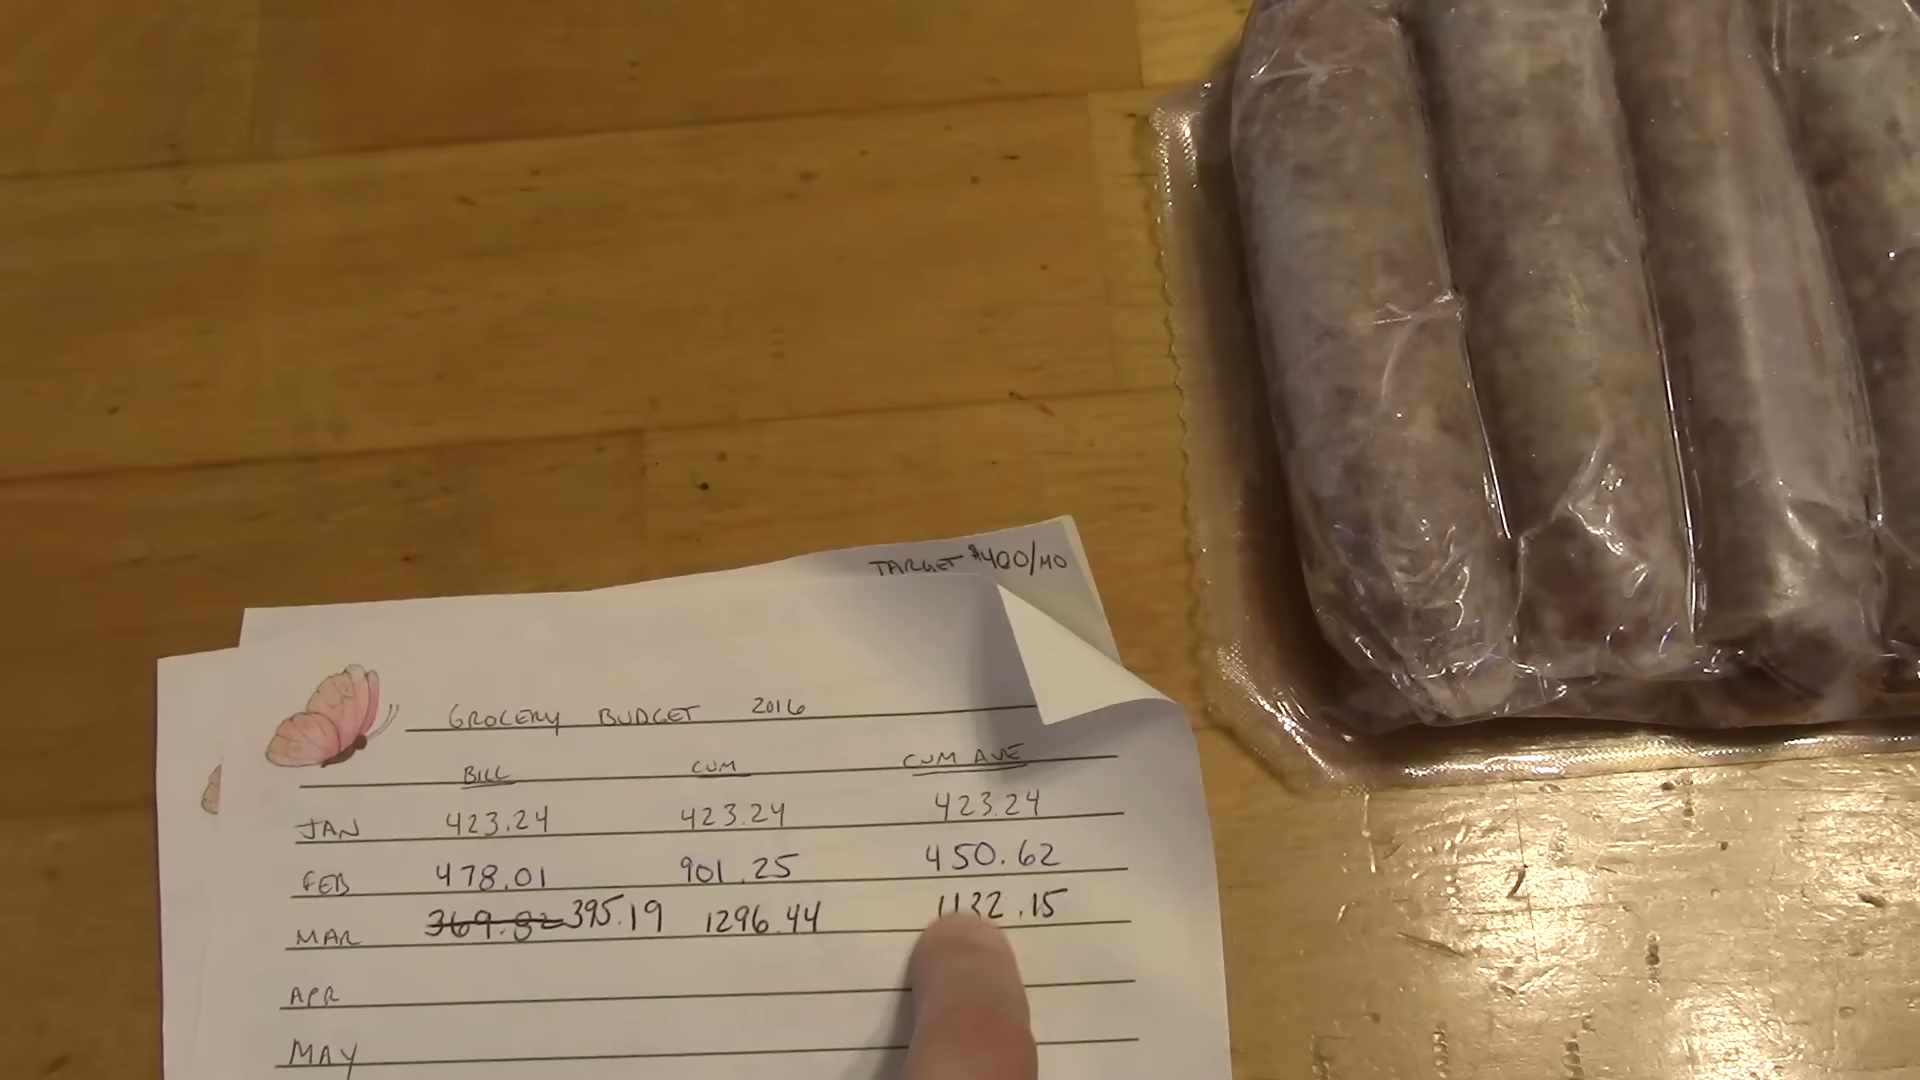 TARGET $400/MO
GROCERY BUDGET 2016
BILL CUM CUM AVE
JAN 423.24 423.24 423.24
FEB 478.01 901.25 450.62
MAR 369.82 395.19 1296.44 1132.15
APR
MAY